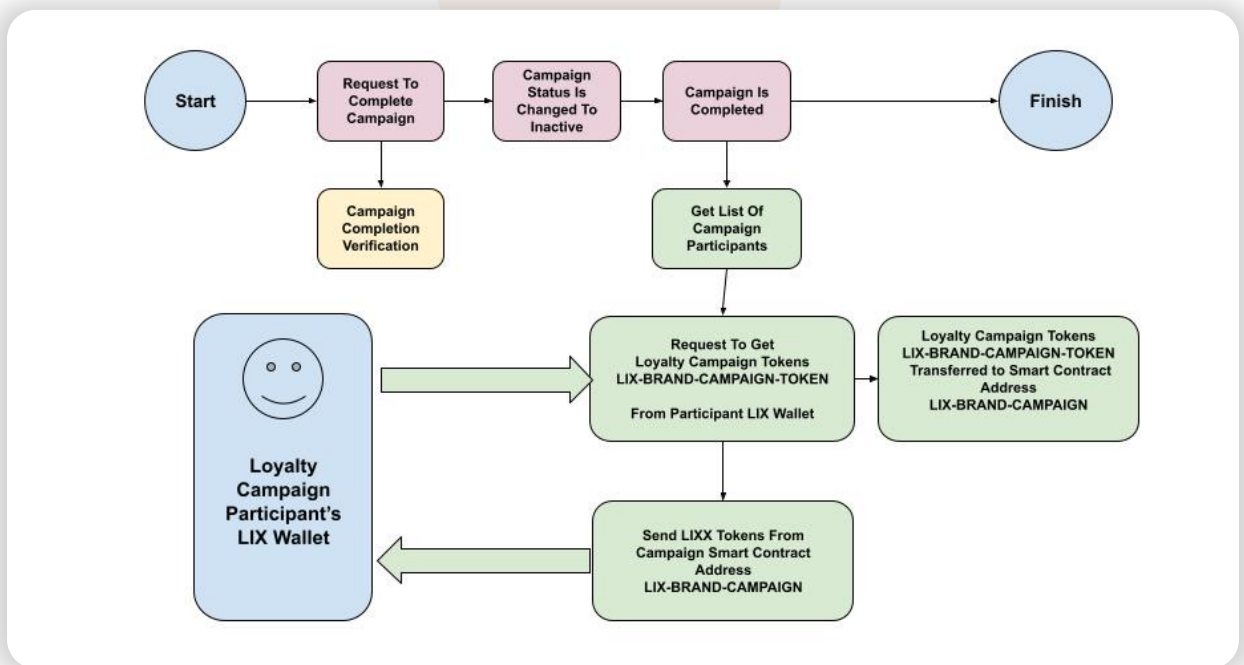 Start
Request To
Complete
Campaign
Campaign
Status Is
Changed To
Inactive
Campaign Is
Completed
Finish
Campaign
Completion
Verification
Get List Of
Campaign
Participants
Loyalty
Campaign
Participant’s
LIX Wallet
Request To Get
Loyalty Campaign Tokens
LIX-BRAND-CAMPAIGN-TOKEN
From Participant LIX Wallet
Loyalty Campaign Tokens
LIX-BRAND-CAMPAIGN-TOKEN
Transferred to Smart Contract
Address
LIX-BRAND-CAMPAIGN
Send LIXX Tokens From
Campaign Smart Contract
Address
LIX-BRAND-CAMPAIGN